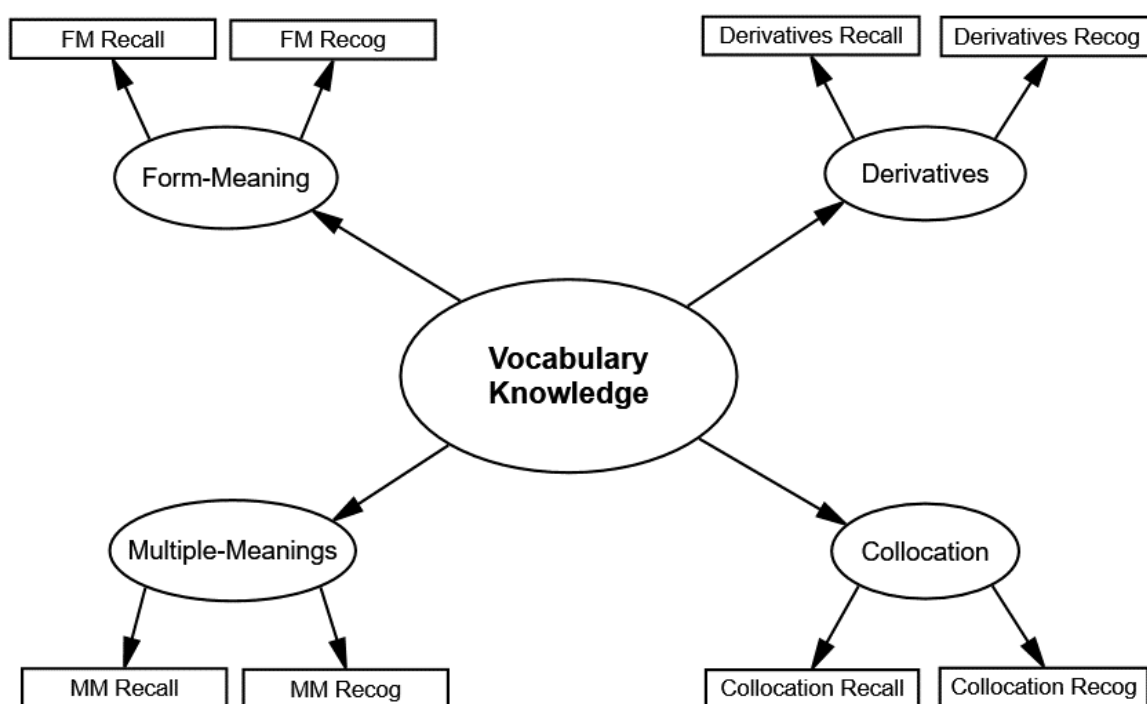 FM Recall
FM Recog
Derivatives Recall
Derivatives Recog
Form-Meaning
Derivatives
Vocabulary
Knowledge
Multiple-Meanings
Collocation
MM Recall
MM Recog
Collocation Recall
Collocation Recog